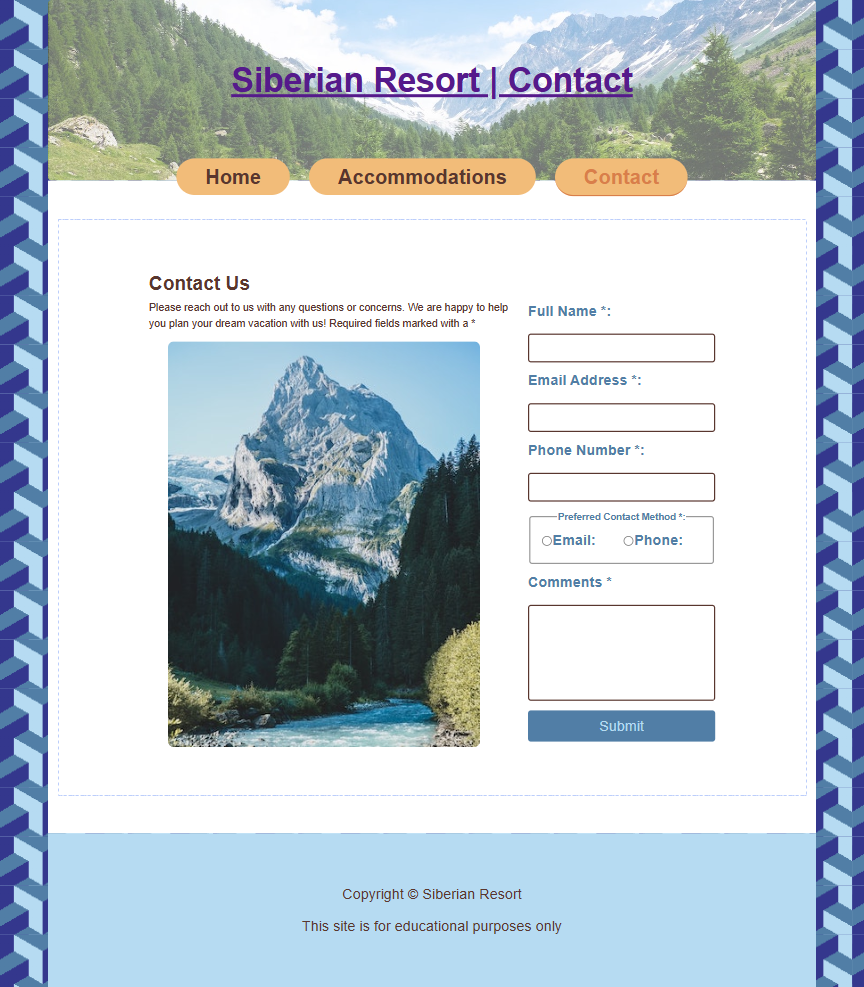 Siberian Resort | Contact
Home
Accommodations
Contact
Contact Us
Please reach out to us with any questions or concerns. We are happy to help
you plan your dream vacation with us! Required fields marked with a *
Full Name *:
Email Address *:
Phone Number *:
Preferred Contact Method *:
Email:
Phone:
Comments *
Submit
Copyright © Siberian Resort
This site is for educational purposes only